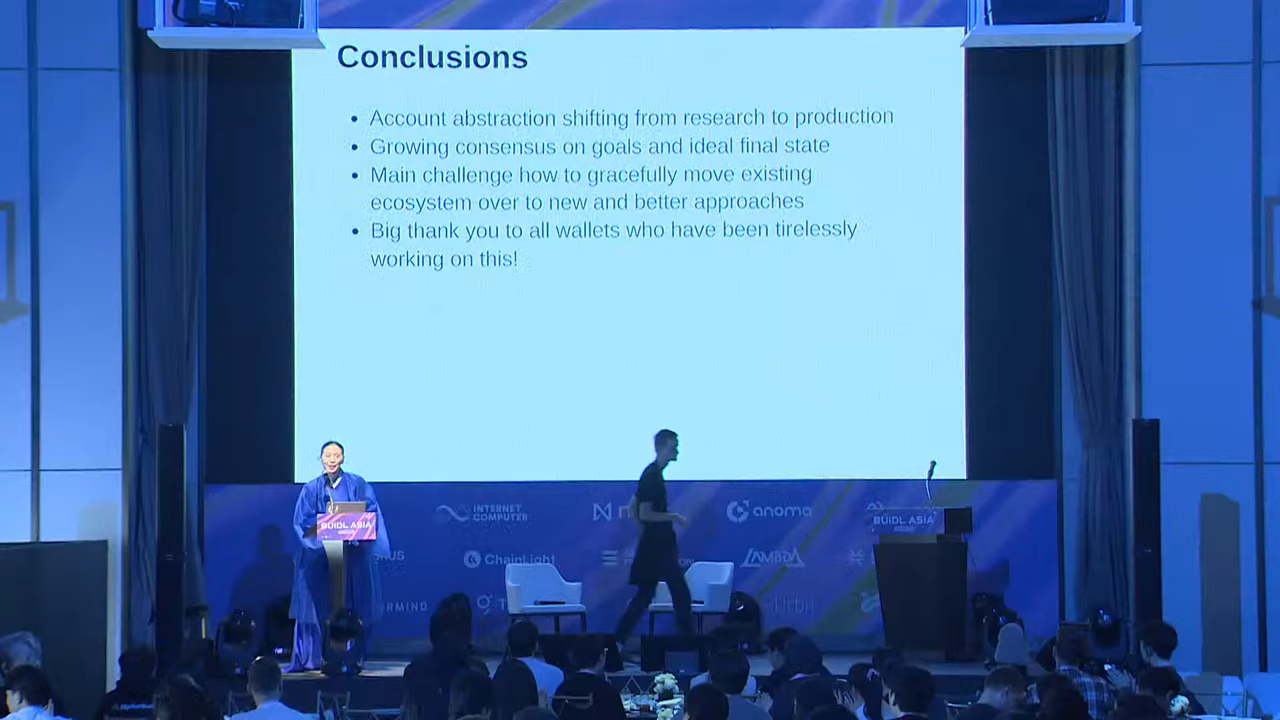 Conclusions
• Account abstraction shifting from research to production
• Growing consensus on goals and ideal final state
• Main challenge how to gracefully move existing
ecosystem over to new and better approaches
• Big thank you to all wallets who have been tirelessly
working on this!
INTERNET
COMPUTER
anoma
BUIDL ASIA
BUIDL ASIA
ChainLight
LAMBDA